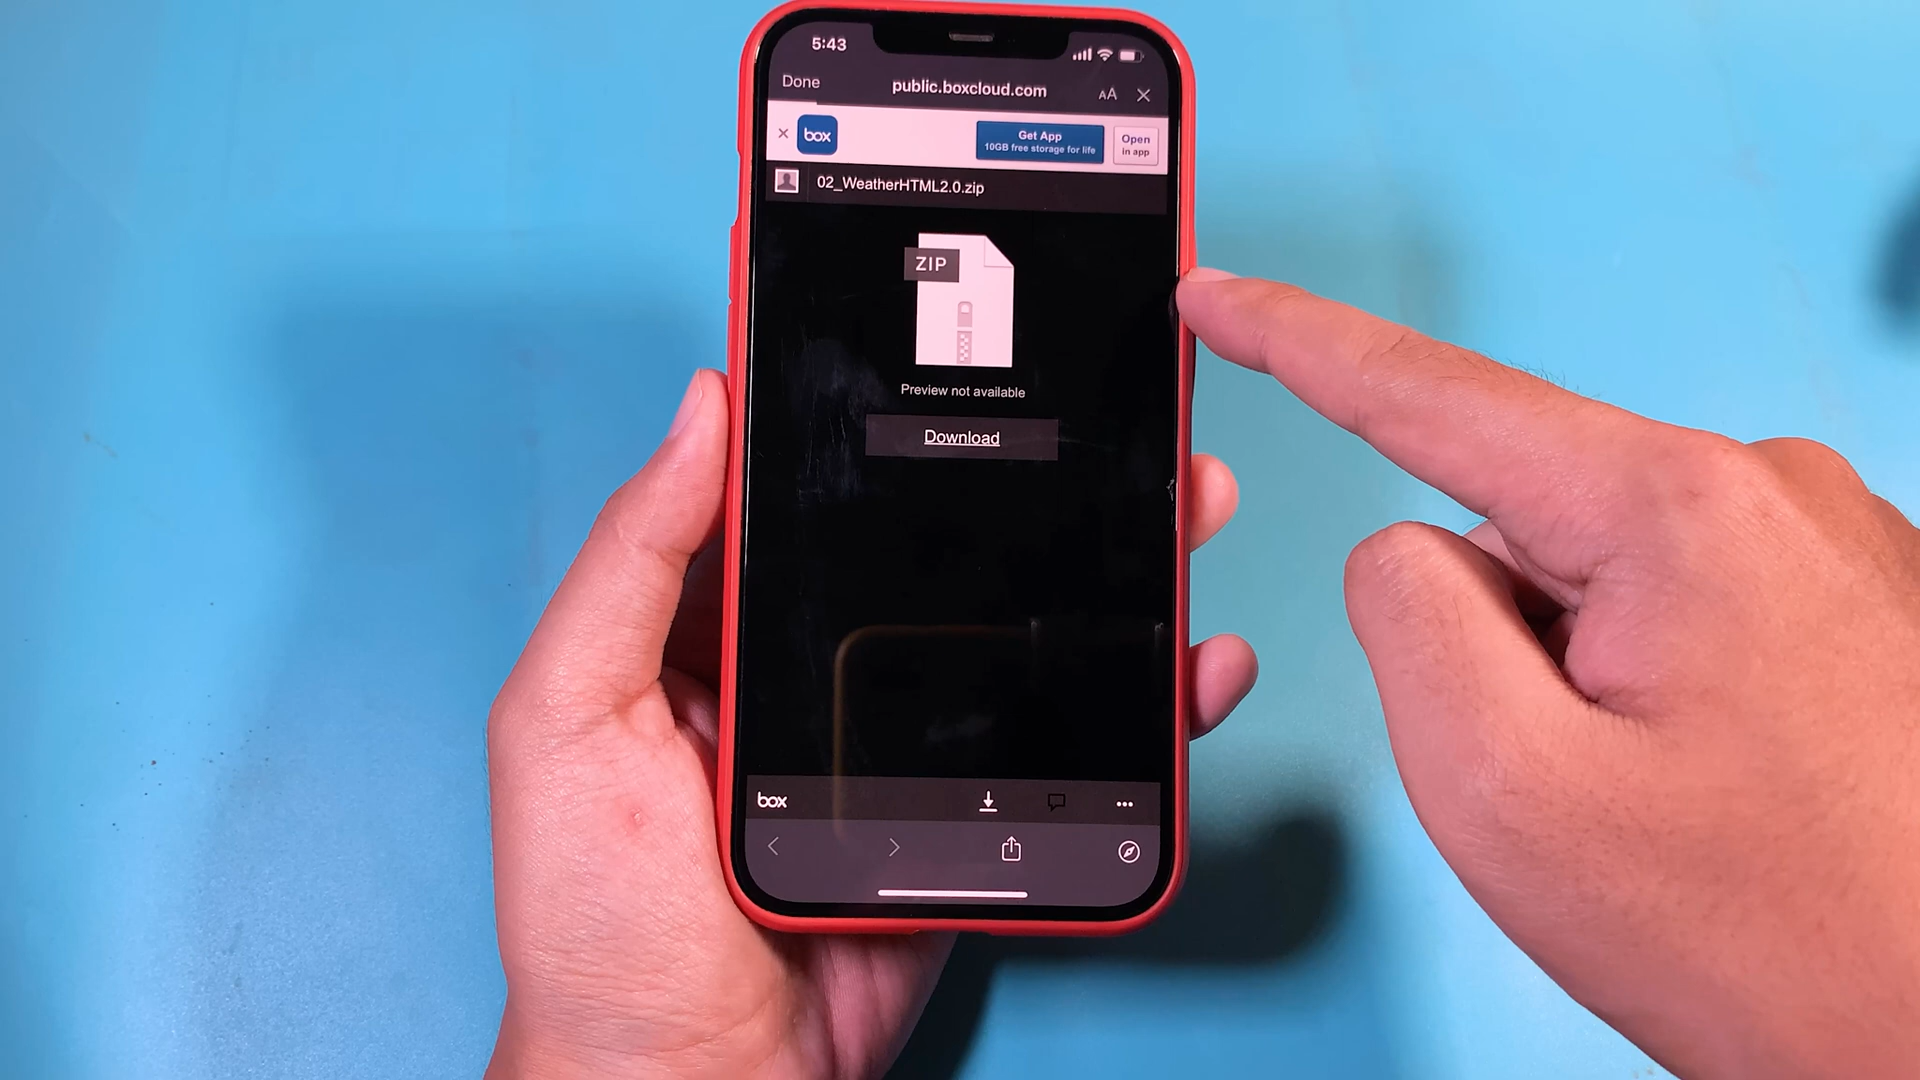 5:43
Done
public.boxcloud.com
AA
box
Get App
10GB free storage for life
Open
in app
02_WeatherHTML2.0.zip
ZIP
Preview not available
Download
box